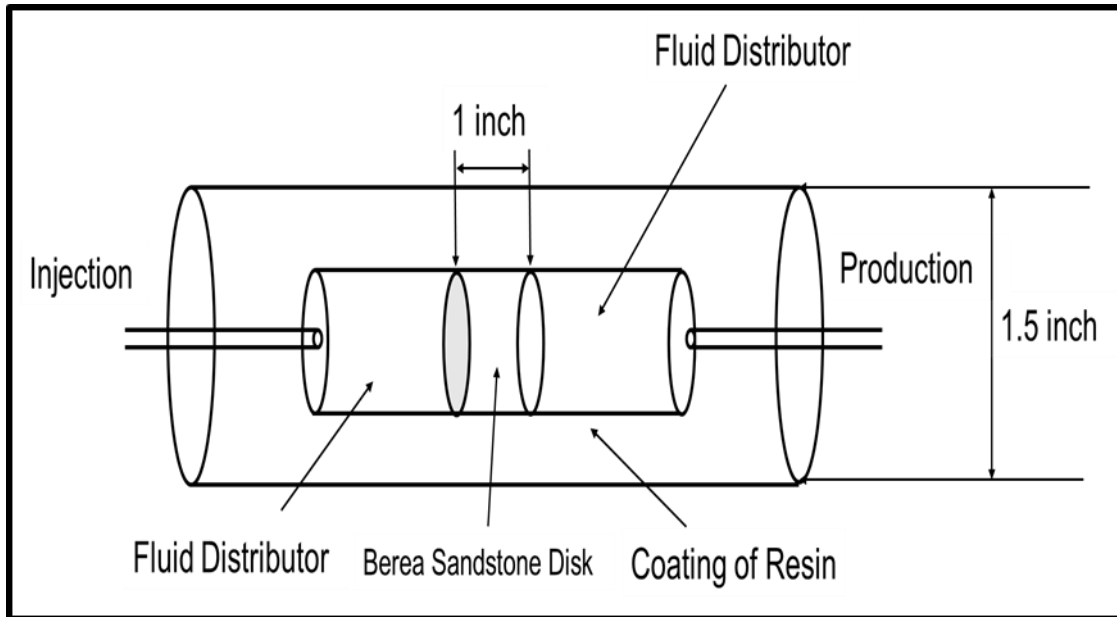 Fluid Distributor
1 inch
Injection
Production
1.5 inch
Fluid Distributor
Berea Sandstone Disk
Coating of Resin